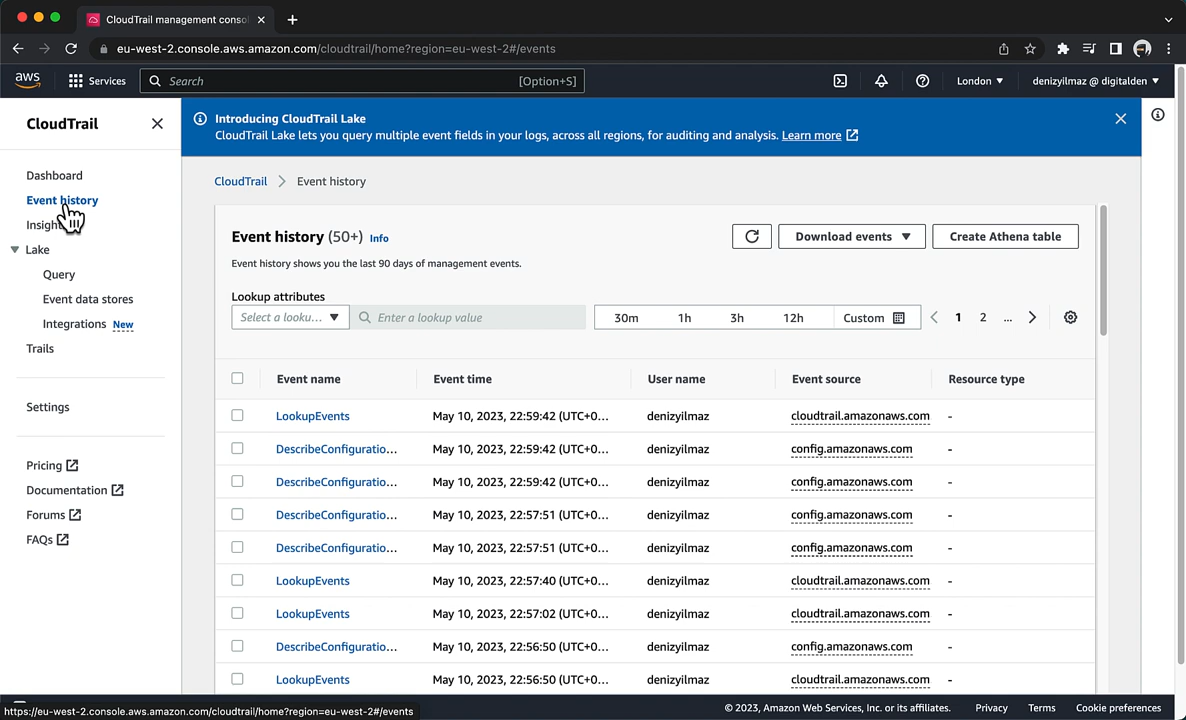 CloudTrail management conso
eu-west-2.console.aws.amazon.com/cloudtrail/home?region=eu-west-2#/events
aws Services Search [Option+S] London denizyilmaz @ digitalden
CloudTrail
Dashboard
Event history
Insigh
Lake
Query
Event data stores
Integrations New
Trails
Settings
Pricing
Documentation
Forums
FAQs
Introducing CloudTrail Lake
CloudTrail Lake lets you query multiple event fields in your logs, across all regions, for auditing and analysis. Learn more
CloudTrail Event history
Event history (50+) Info
Download events Create Athena table
Event history shows you the last 90 days of management events.
Lookup attributes
Select a looku... Enter a lookup value 30m 1h 3h 12h Custom 1 2 ...
Event name Event time User name Event source Resource type
LookupEvents May 10, 2023, 22:59:42 (UTC+0... denizyilmaz cloudtrail.amazonaws.com -
DescribeConfiguratio... May 10, 2023, 22:59:42 (UTC+0... denizyilmaz config.amazonaws.com -
DescribeConfiguratio... May 10, 2023, 22:59:42 (UTC+0... denizyilmaz config.amazonaws.com -
DescribeConfiguratio... May 10, 2023, 22:57:51 (UTC+0... denizyilmaz config.amazonaws.com -
DescribeConfiguratio... May 10, 2023, 22:57:51 (UTC+0... denizyilmaz config.amazonaws.com -
LookupEvents May 10, 2023, 22:57:40 (UTC+0... denizyilmaz cloudtrail.amazonaws.com -
LookupEvents May 10, 2023, 22:57:02 (UTC+0... denizyilmaz cloudtrail.amazonaws.com -
DescribeConfiguratio... May 10, 2023, 22:56:50 (UTC+0... denizyilmaz config.amazonaws.com -
LookupEvents May 10, 2023, 22:56:50 (UTC+0... denizyilmaz cloudtrail.amazonaws.com -
https://eu-west-2.console.aws.amazon.com/cloudtrail/home?region=eu-west-2#/events
© 2023, Amazon Web Services, Inc. or its affiliates. Privacy Terms Cookie preferences